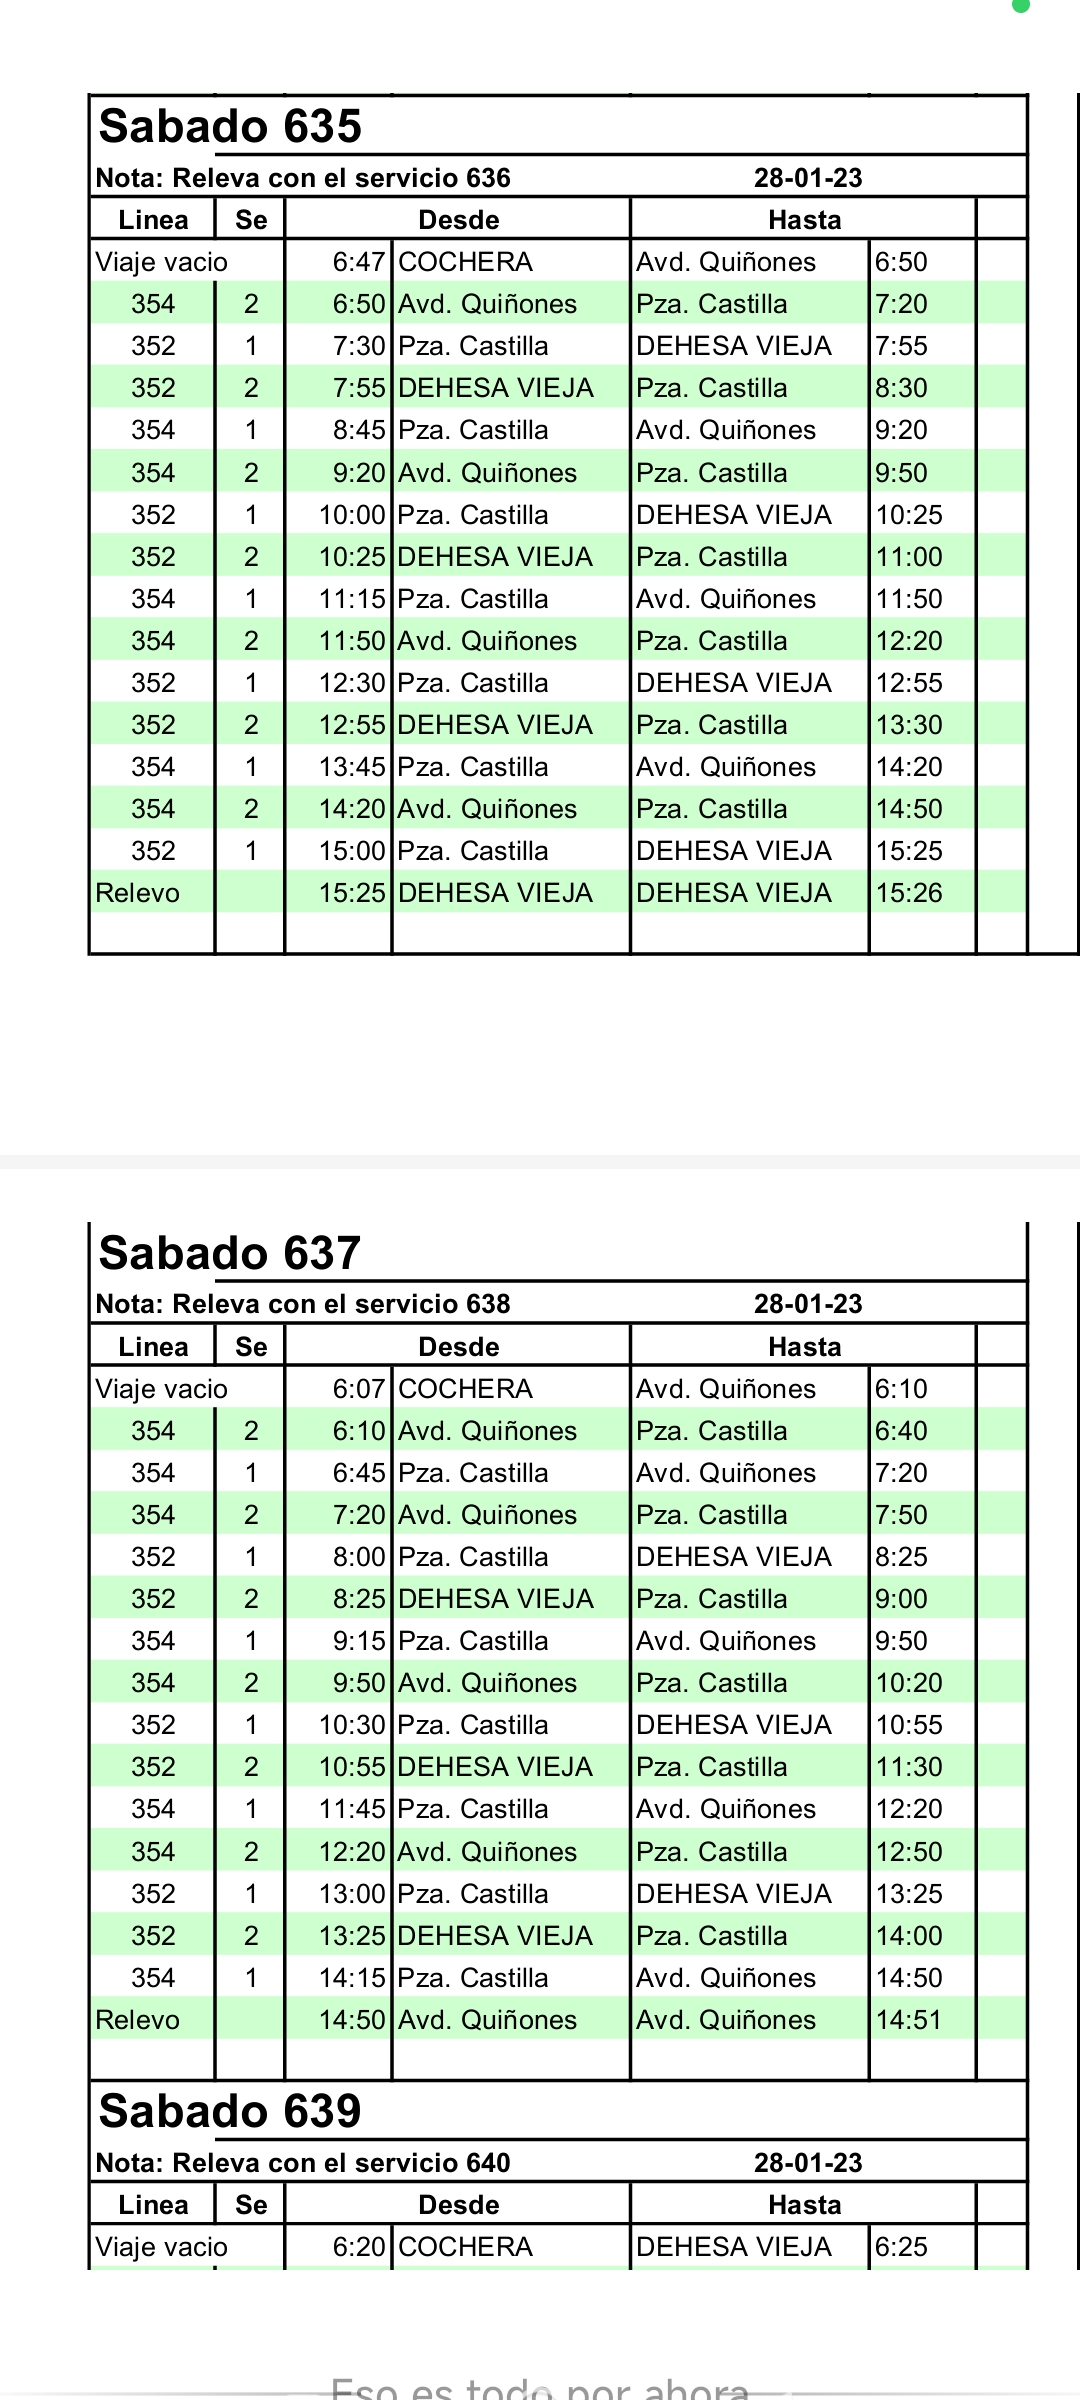 Sabado 635
Nota: Releva con el servicio 636 28-01-23
Linea Se Desde Hasta
Viaje vacio 6:47 COCHERA Avd. Quiñones 6:50
354 2 6:50 Avd. Quiñones Pza. Castilla 7:20
352 1 7:30 Pza. Castilla DEHESA VIEJA 7:55
352 2 7:55 DEHESA VIEJA Pza. Castilla 8:30
354 1 8:45 Pza. Castilla Avd. Quiñones 9:20
354 2 9:20 Avd. Quiñones Pza. Castilla 9:50
352 1 10:00 Pza. Castilla DEHESA VIEJA 10:25
352 2 10:25 DEHESA VIEJA Pza. Castilla 11:00
354 1 11:15 Pza. Castilla Avd. Quiñones 11:50
354 2 11:50 Avd. Quiñones Pza. Castilla 12:20
352 1 12:30 Pza. Castilla DEHESA VIEJA 12:55
352 2 12:55 DEHESA VIEJA Pza. Castilla 13:30
354 1 13:45 Pza. Castilla Avd. Quiñones 14:20
354 2 14:20 Avd. Quiñones Pza. Castilla 14:50
352 1 15:00 Pza. Castilla DEHESA VIEJA 15:25
Relevo 15:25 DEHESA VIEJA DEHESA VIEJA 15:26
Sabado 637
Nota: Releva con el servicio 638 28-01-23
Linea Se Desde Hasta
Viaje vacio 6:07 COCHERA Avd. Quiñones 6:10
354 2 6:10 Avd. Quiñones Pza. Castilla 6:40
354 1 6:45 Pza. Castilla Avd. Quiñones 7:20
354 2 7:20 Avd. Quiñones Pza. Castilla 7:50
352 1 8:00 Pza. Castilla DEHESA VIEJA 8:25
352 2 8:25 DEHESA VIEJA Pza. Castilla 9:00
354 1 9:15 Pza. Castilla Avd. Quiñones 9:50
354 2 9:50 Avd. Quiñones Pza. Castilla 10:20
352 1 10:30 Pza. Castilla DEHESA VIEJA 10:55
352 2 10:55 DEHESA VIEJA Pza. Castilla 11:30
354 1 11:45 Pza. Castilla Avd. Quiñones 12:20
354 2 12:20 Avd. Quiñones Pza. Castilla 12:50
352 1 13:00 Pza. Castilla DEHESA VIEJA 13:25
352 2 13:25 DEHESA VIEJA Pza. Castilla 14:00
354 1 14:15 Pza. Castilla Avd. Quiñones 14:50
Relevo 14:50 Avd. Quiñones Avd. Quiñones 14:51
Sabado 639
Nota: Releva con el servicio 640 28-01-23
Linea Se Desde Hasta
Viaje vacio 6:20 COCHERA DEHESA VIEJA 6:25
Eso es todo por ahora